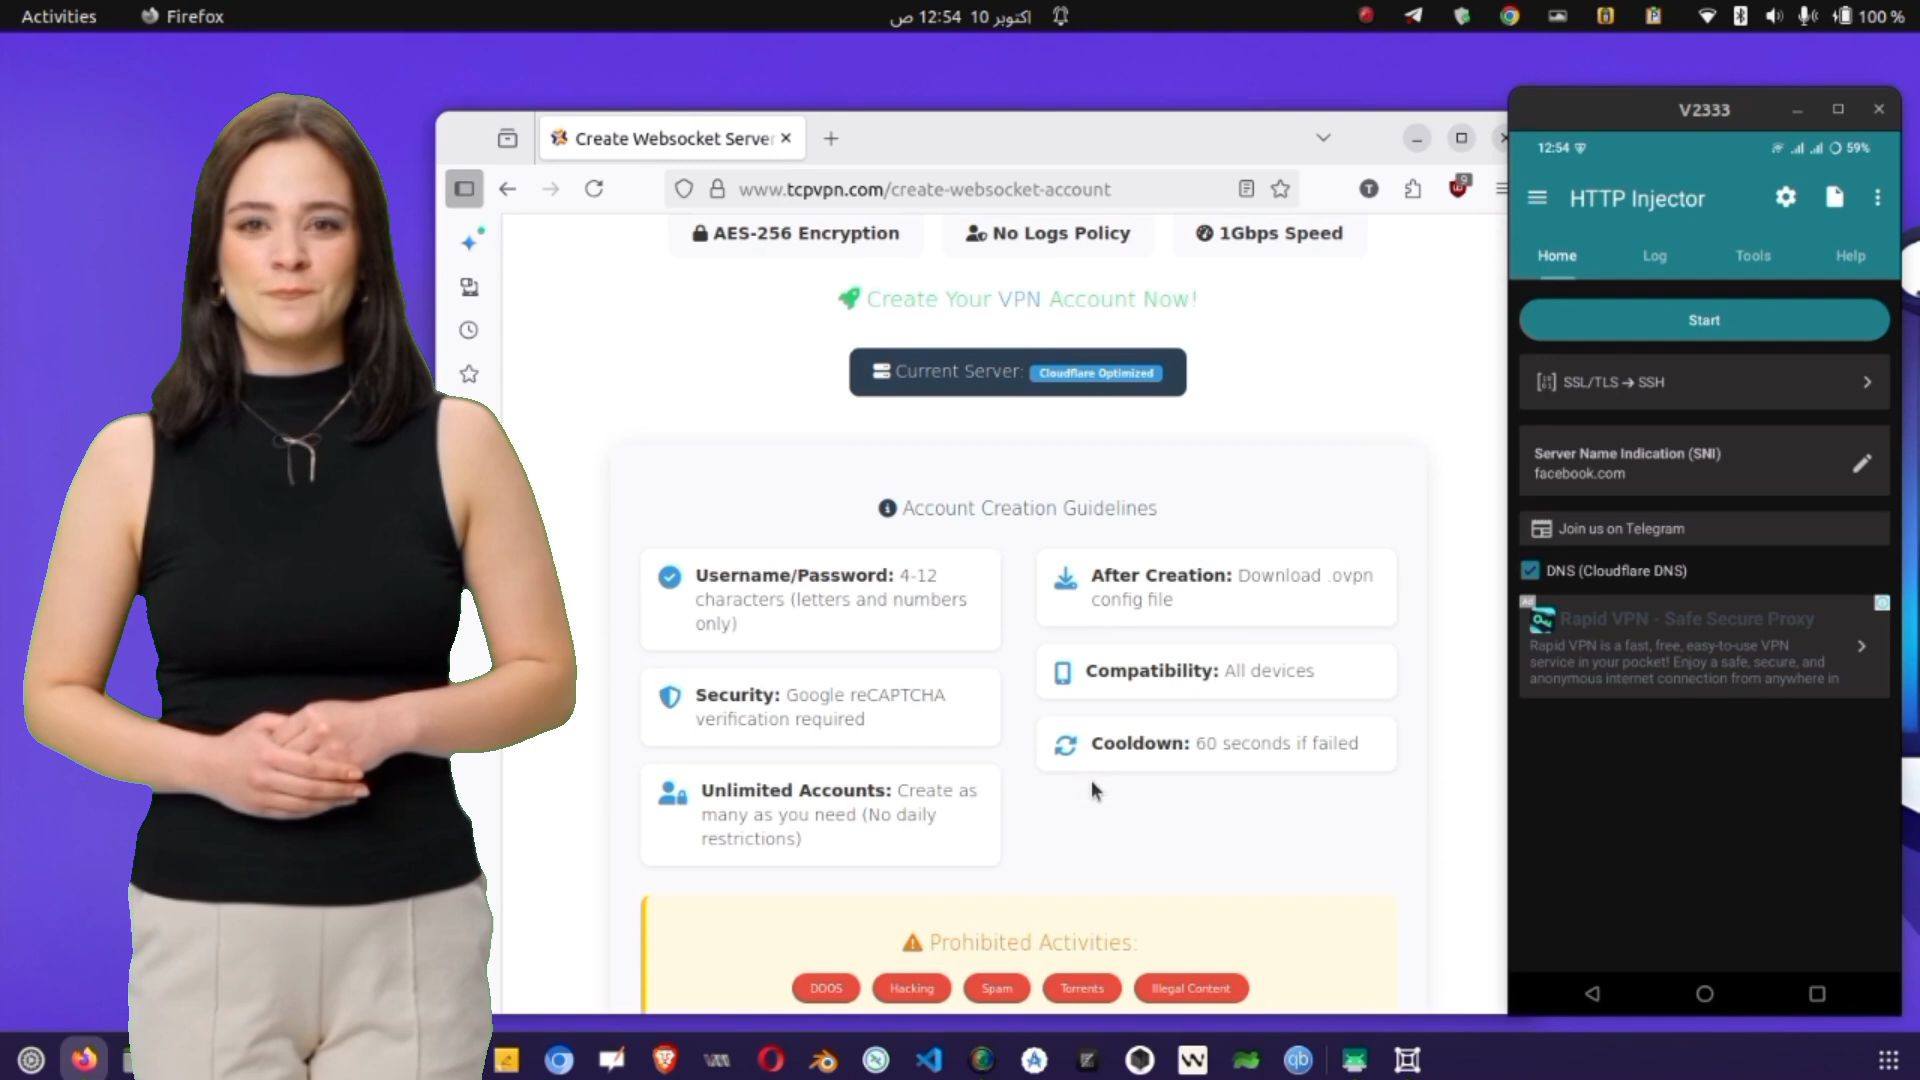 Activities
Firefox
10 اكتوبر 12:54 ص
100 %
Create Websocket Server
www.tcpvpn.com/create-websocket-account
9
AES-256 Encryption
No Logs Policy
1Gbps Speed
Create Your VPN Account Now!
Current Server: Cloudflare Optimized
Account Creation Guidelines
Username/Password: 4-12
characters (letters and numbers
only)
Security: Google reCAPTCHA
verification required
Unlimited Accounts: Create as
many as you need (No daily
restrictions)
After Creation: Download .ovpn
config file
Compatibility: All devices
Cooldown: 60 seconds if failed
Prohibited Activities:
DDOS
Hacking
Spam
Torrents
Illegal Content
V2333
12:54
59%
HTTP Injector
Home
Log
Tools
Help
Start
SSL/TLS ➔ SSH
Server Name Indication (SNI)
facebook.com
Join us on Telegram
DNS (Cloudflare DNS)
Ad
Rapid VPN - Safe Secure Proxy
Rapid VPN is a fast, free, easy-to-use VPN
service in your pocket! Enjoy a safe, secure, and
anonymous internet connection from anywhere in